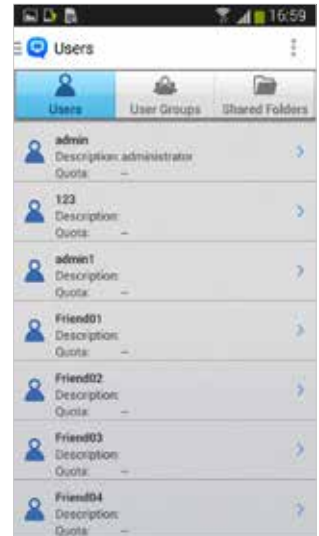 16:59
Users
Users User Groups Shared Folders
admin
Description: administrator
Quota: --
123
Description:
Quota: --
admin1
Description:
Quota: --
Friend01
Description:
Quota: --
Friend02
Description:
Quota: --
Friend03
Description:
Quota: --
Friend04
Description:
Quota: --